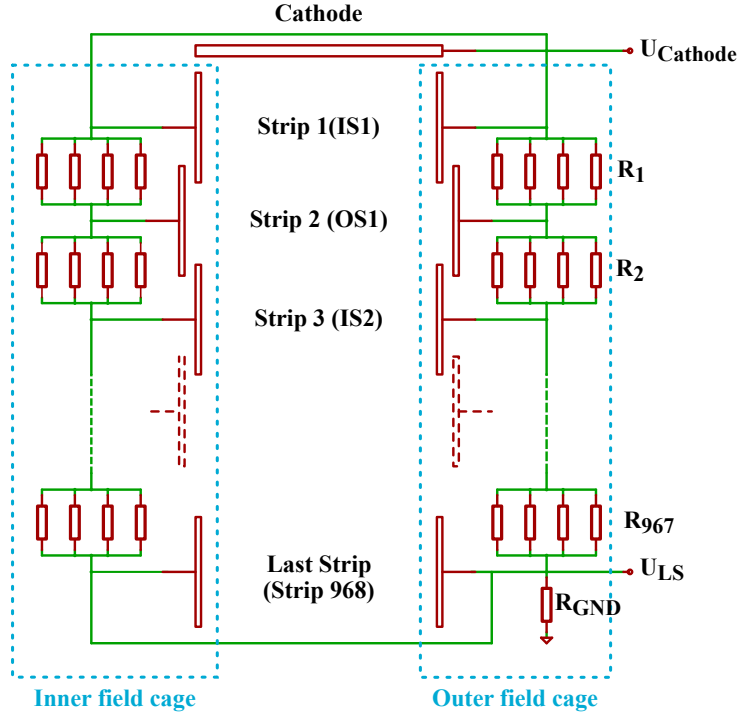 Cathode
UCathode
Strip 1(IS1)
R1
Strip 2 (OS1)
R2
Strip 3 (IS2)
R967
Last Strip
(Strip 968)
ULS
RGND
Inner field cage
Outer field cage